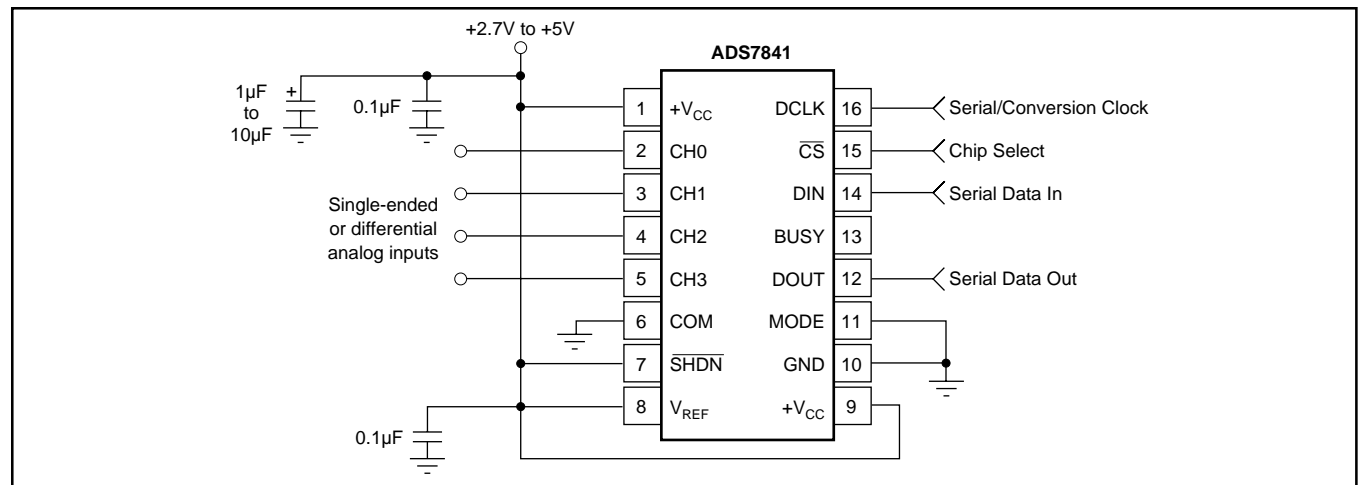 +2.7V to +5V
ADS7841
1µF
to
10µF
+
0.1µF
1 +VCC DCLK 16 Serial/Conversion Clock
2 CH0 CS 15 Chip Select
3 CH1 DIN 14 Serial Data In
Single-ended
or differential
analog inputs
4 CH2 BUSY 13
5 CH3 DOUT 12 Serial Data Out
6 COM MODE 11
7 SHDN GND 10
8 VREF +VCC 9
0.1µF